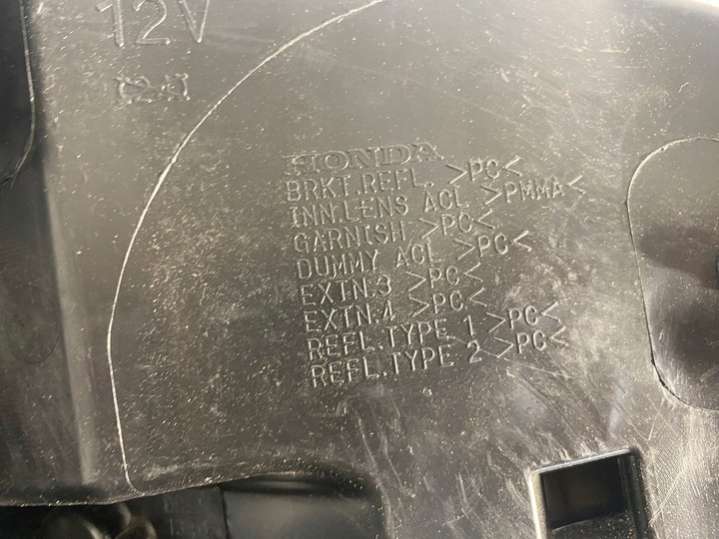 12V
HONDA
BRKT.REFL. >PC<
INN.LENS ACL >PMMA<
GARNISH >PC<
DUMMY ACL >PC<
EXTN.3 >PC<
EXTN.4 >PC<
REFL.TYPE 1 >PC<
REFL.TYPE 2 >PC<